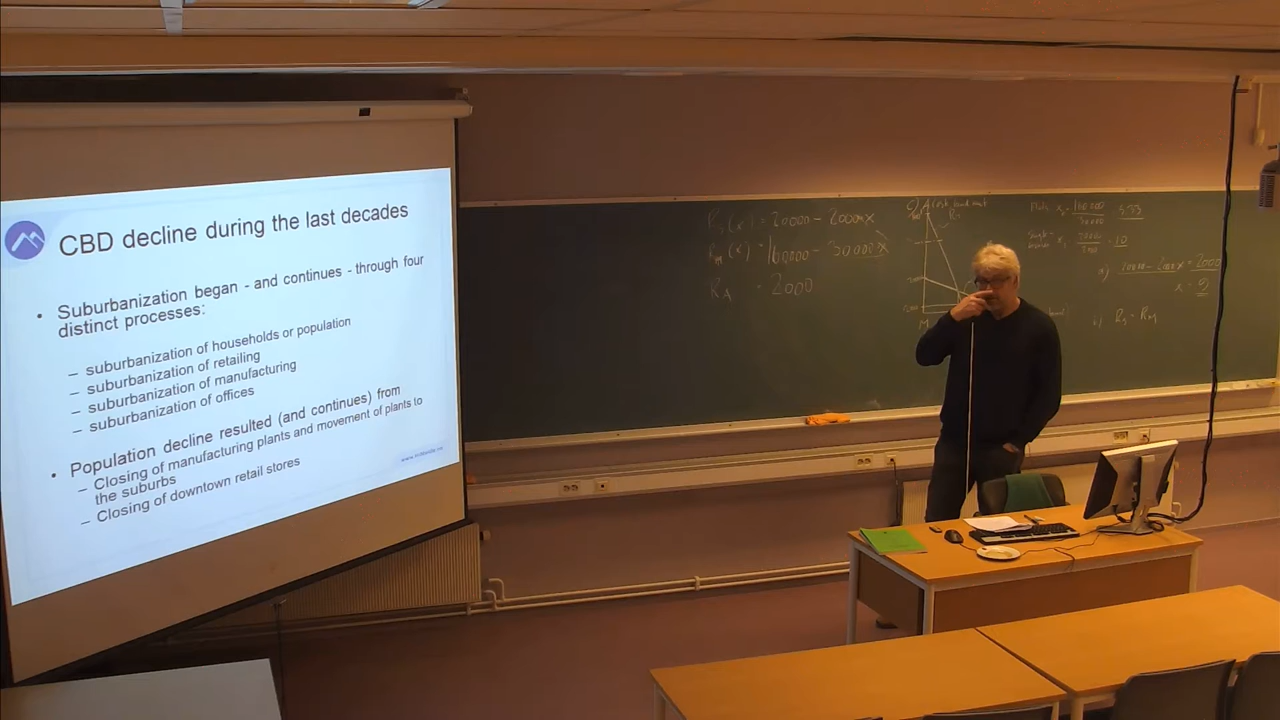 CBD decline during the last decades
• Suburbanization began - and continues - through four
distinct processes:
– suburbanization of households or population
– suburbanization of retailing
– suburbanization of manufacturing
– suburbanization of offices
• Population decline resulted (and continues) from
– Closing of manufacturing plants and movement of plants to
the suburbs
– Closing of downtown retail stores
= 20000 - 2000x
(x) =
= 2000
x = 9